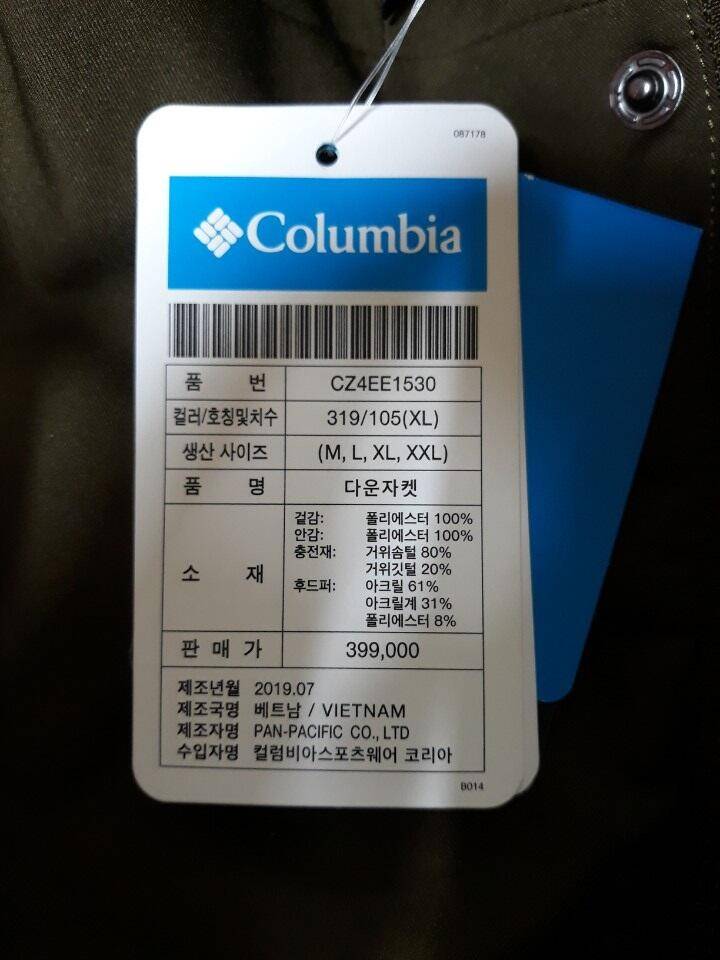 087178
Columbia
품 번 CZ4EE1530
컬러/호칭및치수 319/105(XL)
생산 사이즈 (M, L, XL, XXL)
품 명 다운자켓
소 재
겉감: 폴리에스터 100%
안감: 폴리에스터 100%
충전재: 거위솜털 80%
거위깃털 20%
후드퍼: 아크릴 61%
아크릴계 31%
폴리에스터 8%
판 매 가 399,000
제조년월 2019.07
제조국명 베트남 / VIETNAM
제조자명 PAN-PACIFIC CO., LTD
수입자명 컬럼비아스포츠웨어 코리아
B014